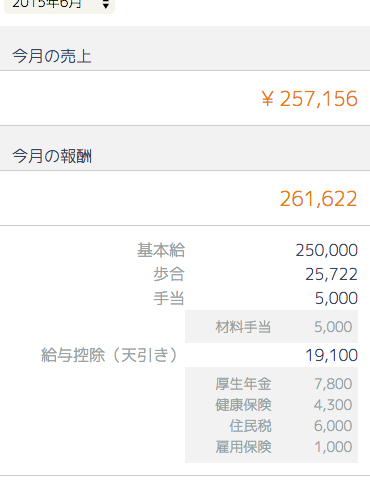 2015年6月
今月の売上
¥ 257,156
今月の報酬
261,622
基本給 250,000
歩合 25,722
手当 5,000
材料手当 5,000
給与控除（天引き） 19,100
厚生年金 7,800
健康保険 4,300
住民税 6,000
雇用保険 1,000